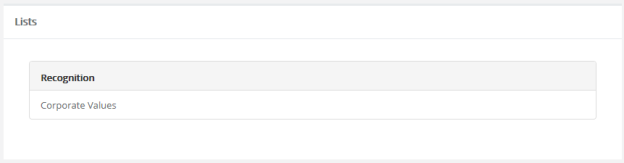 Lists
Recognition
Corporate Values